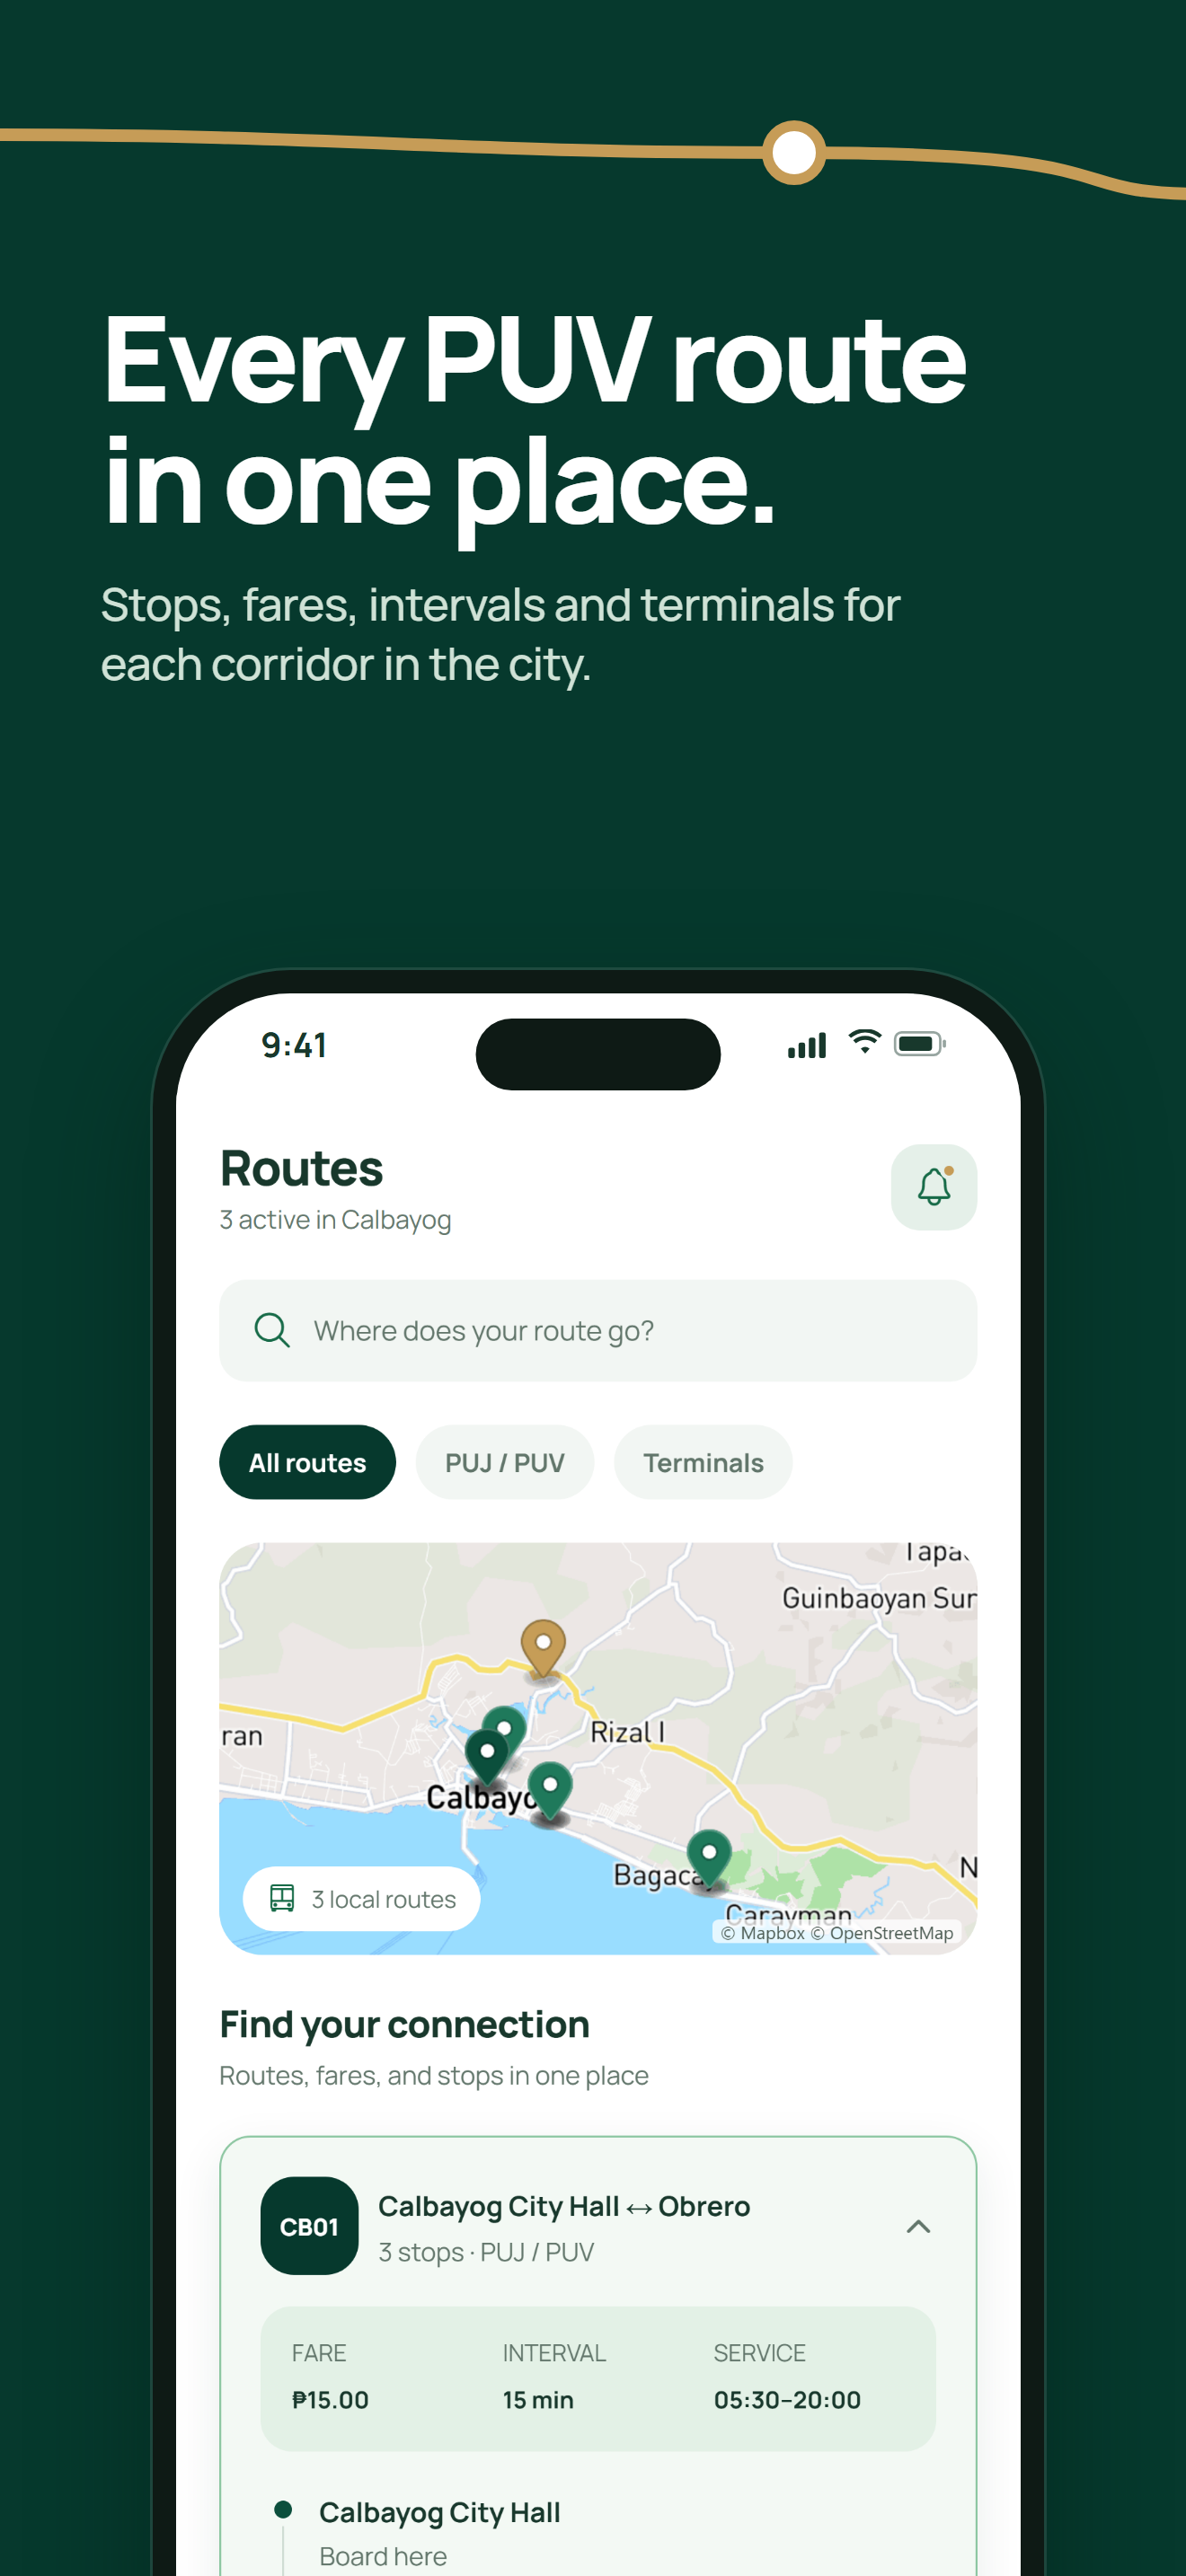 Every PUV route
in one place.
Stops, fares, intervals and terminals for
each corridor in the city.
9:41
Routes
3 active in Calbayog
Where does your route go?
All routes
PUJ / PUV
Terminals
Guinbaoyan Sur
ran
Rizal I
Calbayo
Bagaca
N
Carayman
3 local routes
© Mapbox © OpenStreetMap
Find your connection
Routes, fares, and stops in one place
CB01
Calbayog City Hall ↔ Obrero
3 stops · PUJ / PUV
FARE INTERVAL SERVICE
₱15.00 15 min 05:30–20:00
Calbayog City Hall
Board here